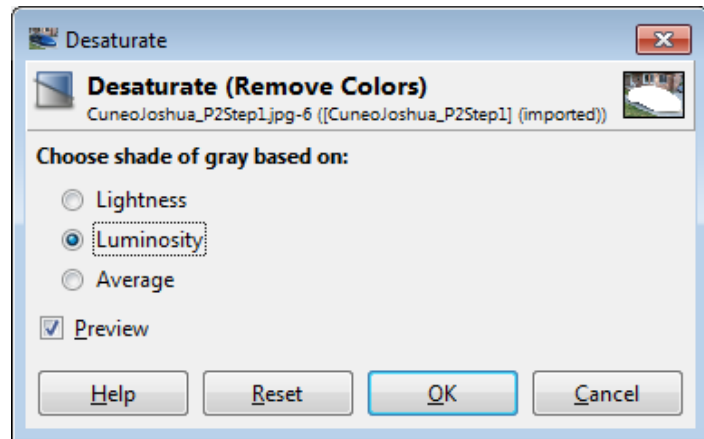 Desaturate
Desaturate (Remove Colors)
CuneoJoshua_P2Step1.jpg-6 ([CuneoJoshua_P2Step1] (imported))
Choose shade of gray based on:
Lightness
Luminosity
Average
Preview
Help Reset OK Cancel